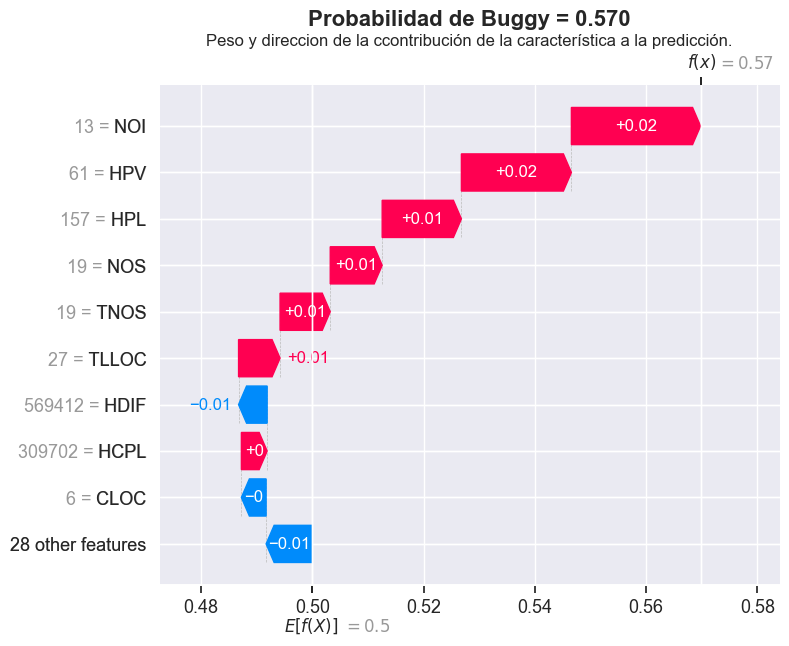 Probabilidad de Buggy = 0.570
Peso y direccion de la ccontribución de la característica a la predicción.
f(x) = 0.57
13 = NOI
+0.02
61 = HPV
+0.02
157 = HPL
+0.01
19 = NOS
+0.01
19 = TNOS
+0.01
27 = TLLOC
+0.01
569412 = HDIF
−0.01
309702 = HCPL
+0
6 = CLOC
−0
28 other features
−0.01
0.48 0.50 0.52 0.54 0.56 0.58
E[f(X)] = 0.5